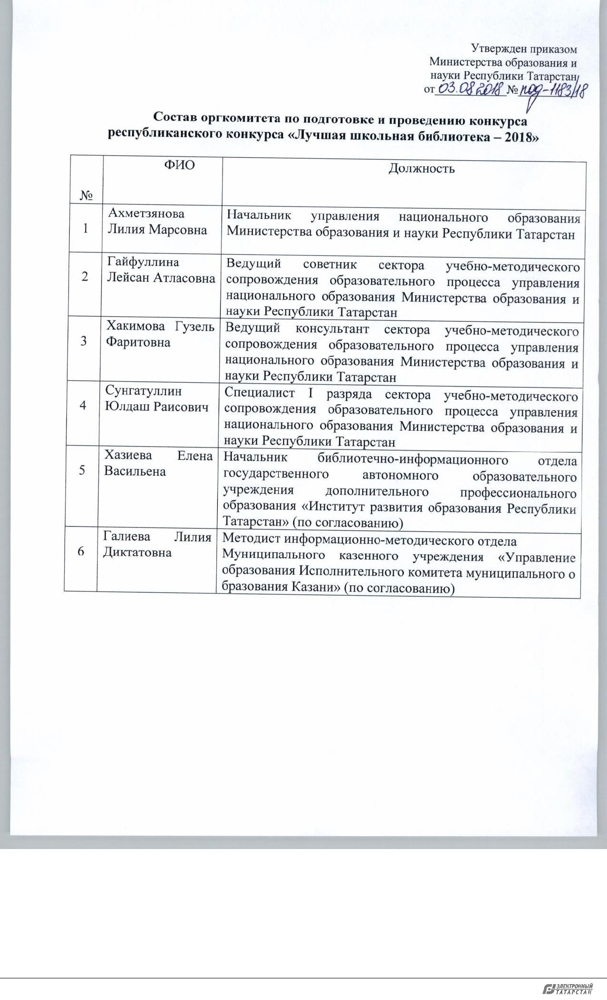 Утвержден приказом
Министерства образования и
науки Республики Татарстан
от 03.08.2018 № под-1183/18
Состав оргкомитета по подготовке и проведению конкурса
республиканского конкурса «Лучшая школьная библиотека – 2018»
№
ФИО
Должность
1
Ахметзянова
Лилия Марсовна
Начальник управления национального образования
Министерства образования и науки Республики Татарстан
2
Гайфуллина
Лейсан Атласовна
Ведущий советник сектора учебно-методического
сопровождения образовательного процесса управления
национального образования Министерства образования и
науки Республики Татарстан
3
Хакимова Гузель
Фаритовна
Ведущий консультант сектора учебно-методического
сопровождения образовательного процесса управления
национального образования Министерства образования и
науки Республики Татарстан
4
Сунгатуллин
Юлдаш Раисович
Специалист I разряда сектора учебно-методического
сопровождения образовательного процесса управления
национального образования Министерства образования и
науки Республики Татарстан
5
Хазиева Елена
Васильена
Начальник библиотечно-информационного отдела
государственного автономного образовательного
учреждения дополнительного профессионального
образования «Институт развития образования Республики
Татарстан» (по согласованию)
6
Галиева Лилия
Диктатовна
Методист информационно-методического отдела
Муниципального казенного учреждения «Управление
образования Исполнительного комитета муниципального о
бразования Казани» (по согласованию)
ЭЛЕКТРОННЫЙ
ТАТАРСТАН